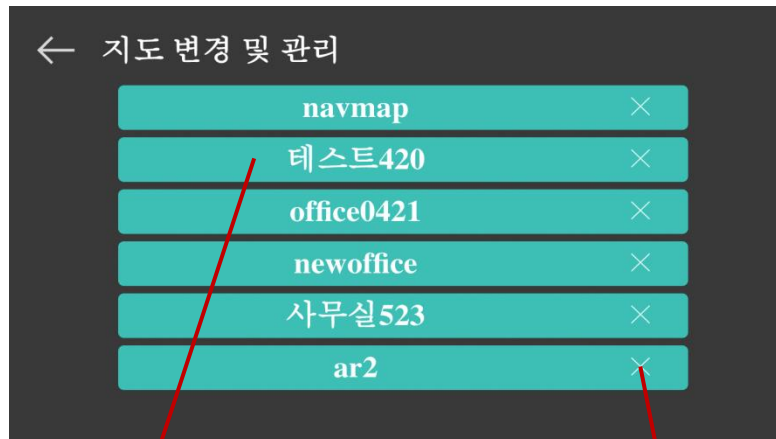 지도 변경 및 관리
navmap
테스트420
office0421
newoffice
사무실523
ar2